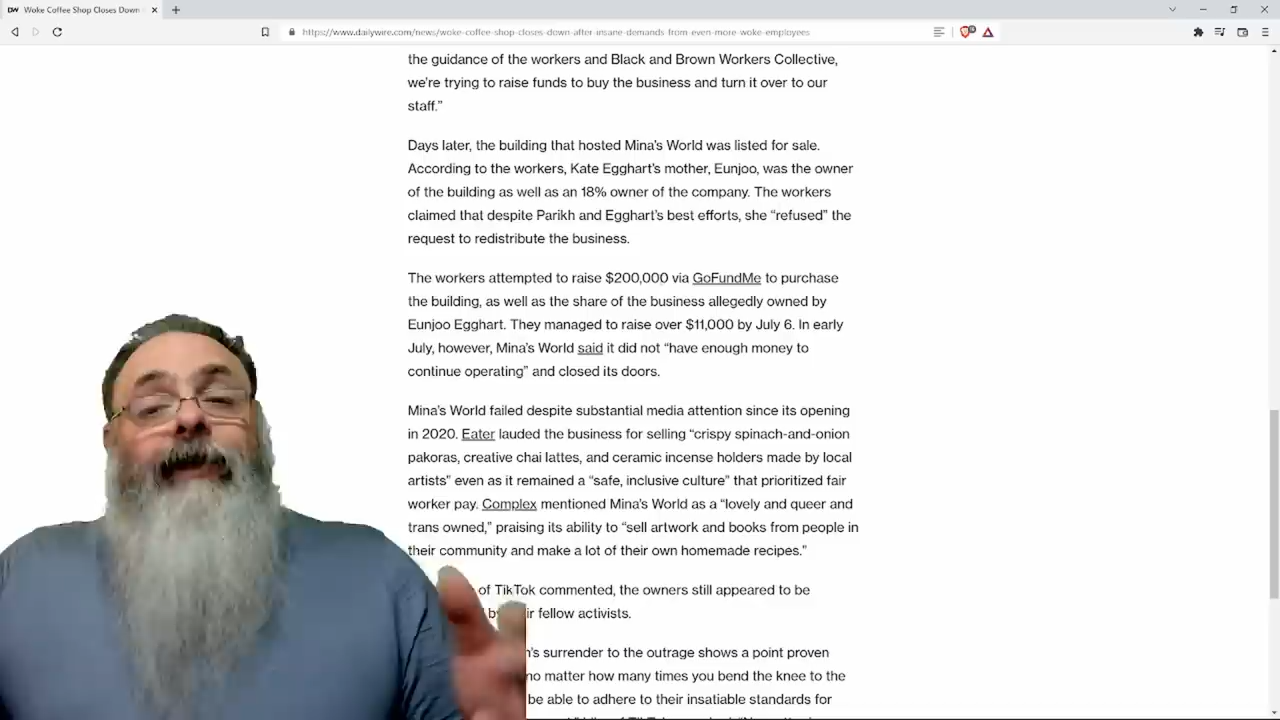 Woke Coffee Shop Closes Down
https://www.dailywire.com/news/woke-coffee-shop-closes-down-after-insane-demands-from-even-more-woke-employees
the guidance of the workers and Black and Brown Workers Collective,
we're trying to raise funds to buy the business and turn it over to our
staff.”
Days later, the building that hosted Mina’s World was listed for sale.
According to the workers, Kate Egghart’s mother, Eunjoo, was the owner
of the building as well as an 18% owner of the company. The workers
claimed that despite Parikh and Egghart’s best efforts, she “refused” the
request to redistribute the business.
The workers attempted to raise $200,000 via GoFundMe to purchase
the building, as well as the share of the business allegedly owned by
Eunjoo Egghart. They managed to raise over $11,000 by July 6. In early
July, however, Mina’s World said it did not “have enough money to
continue operating” and closed its doors.
Mina’s World failed despite substantial media attention since its opening
in 2020. Eater lauded the business for selling “crispy spinach-and-onion
pakoras, creative chai lattes, and ceramic incense holders made by local
artists” even as it remained a “safe, inclusive culture” that prioritized fair
worker pay. Complex mentioned Mina’s World as a “lovely and queer and
trans owned,” praising its ability to “sell artwork and books from people in
their community and make a lot of their own homemade recipes.”
of TikTok commented, the owners still appeared to be
fellow activists.
surrender to the outrage shows a point proven
no matter how many times you bend the knee to the
be able to adhere to their insatiable standards for